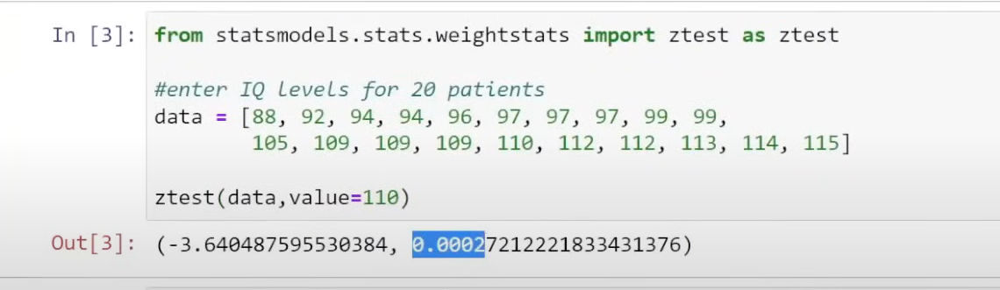 In [3]: from statsmodels.stats.weightstats import ztest as ztest
#enter IQ levels for 20 patients
data = [88, 92, 94, 94, 96, 97, 97, 97, 99, 99,
105, 109, 109, 109, 110, 112, 112, 113, 114, 115]
ztest(data,value=110)
Out[3]: (-3.640487595530384, 0.00027212221833431376)